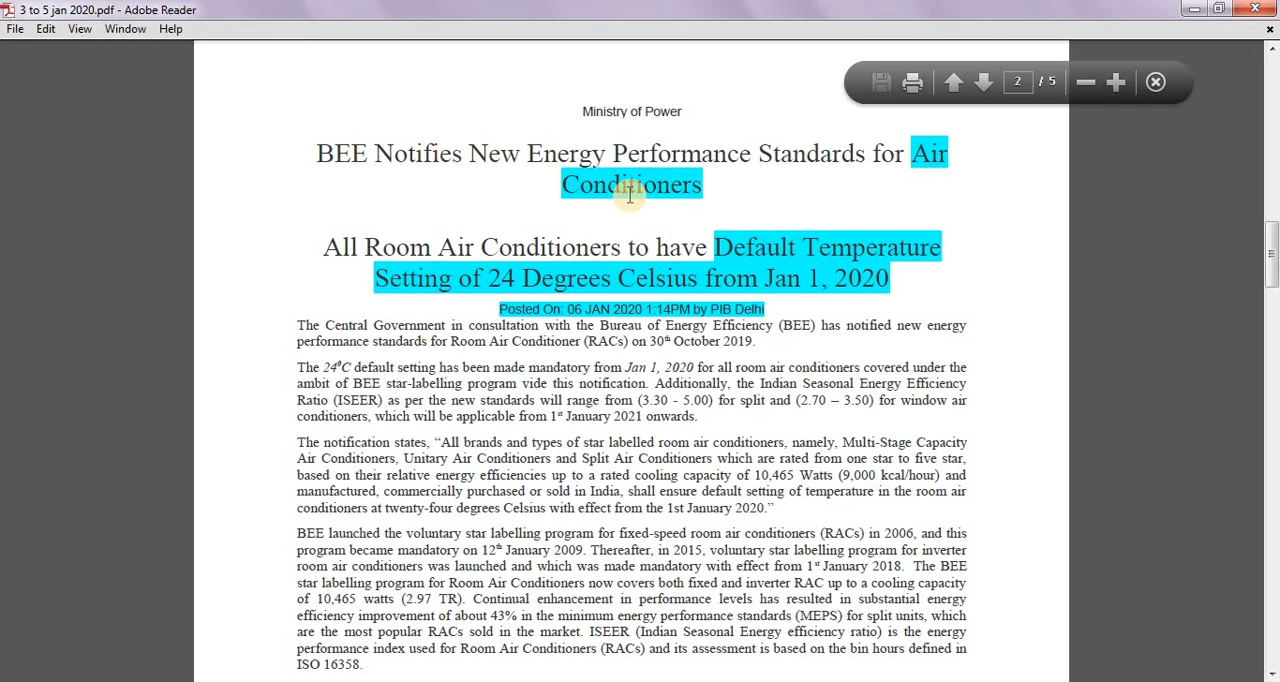 3 to 5 jan 2020.pdf - Adobe Reader
File Edit View Window Help
2 / 5
Ministry of Power
BEE Notifies New Energy Performance Standards for Air
Conditioners
All Room Air Conditioners to have Default Temperature
Setting of 24 Degrees Celsius from Jan 1, 2020
Posted On: 06 JAN 2020 1:14PM by PIB Delhi
The Central Government in consultation with the Bureau of Energy Efficiency (BEE) has notified new energy
performance standards for Room Air Conditioner (RACs) on 30th October 2019.
The 24⁰C default setting has been made mandatory from Jan 1, 2020 for all room air conditioners covered under the
ambit of BEE star-labelling program vide this notification. Additionally, the Indian Seasonal Energy Efficiency
Ratio (ISEER) as per the new standards will range from (3.30 - 5.00) for split and (2.70 – 3.50) for window air
conditioners, which will be applicable from 1st January 2021 onwards.
The notification states, “All brands and types of star labelled room air conditioners, namely, Multi-Stage Capacity
Air Conditioners, Unitary Air Conditioners and Split Air Conditioners which are rated from one star to five star,
based on their relative energy efficiencies up to a rated cooling capacity of 10,465 Watts (9,000 kcal/hour) and
manufactured, commercially purchased or sold in India, shall ensure default setting of temperature in the room air
conditioners at twenty-four degrees Celsius with effect from the 1st January 2020.”
BEE launched the voluntary star labelling program for fixed-speed room air conditioners (RACs) in 2006, and this
program became mandatory on 12th January 2009. Thereafter, in 2015, voluntary star labelling program for inverter
room air conditioners was launched and which was made mandatory with effect from 1st January 2018. The BEE
star labelling program for Room Air Conditioners now covers both fixed and inverter RAC up to a cooling capacity
of 10,465 watts (2.97 TR). Continual enhancement in performance levels has resulted in substantial energy
efficiency improvement of about 43% in the minimum energy performance standards (MEPS) for split units, which
are the most popular RACs sold in the market. ISEER (Indian Seasonal Energy efficiency ratio) is the energy
performance index used for Room Air Conditioners (RACs) and its assessment is based on the bin hours defined in
ISO 16358.